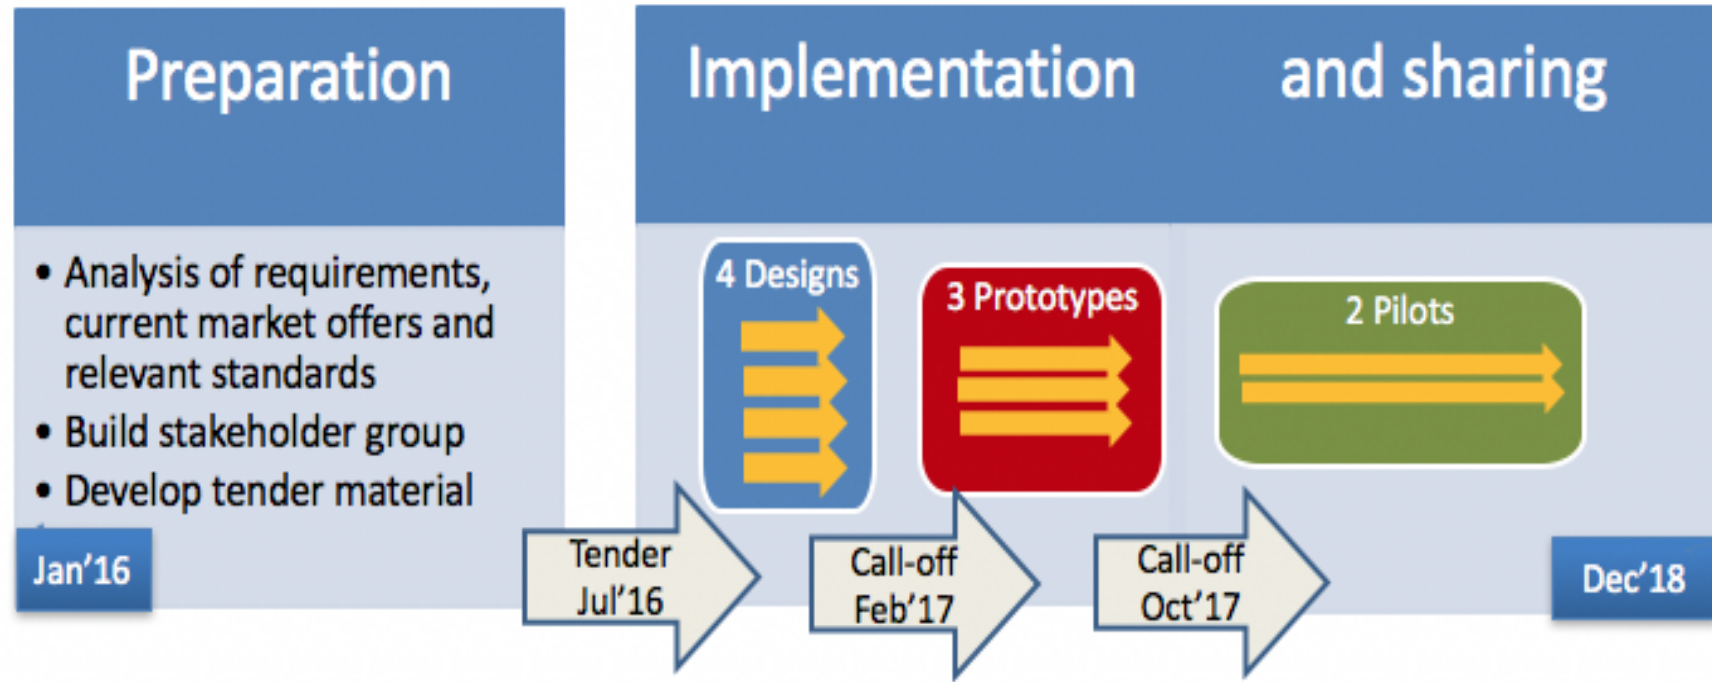 Preparation
• Analysis of requirements,
current market offers and
relevant standards
• Build stakeholder group
• Develop tender material
Jan’16
Implementation and sharing
4 Designs
3 Prototypes
2 Pilots
Tender
Jul’16
Call-off
Feb’17
Call-off
Oct’17
Dec’18